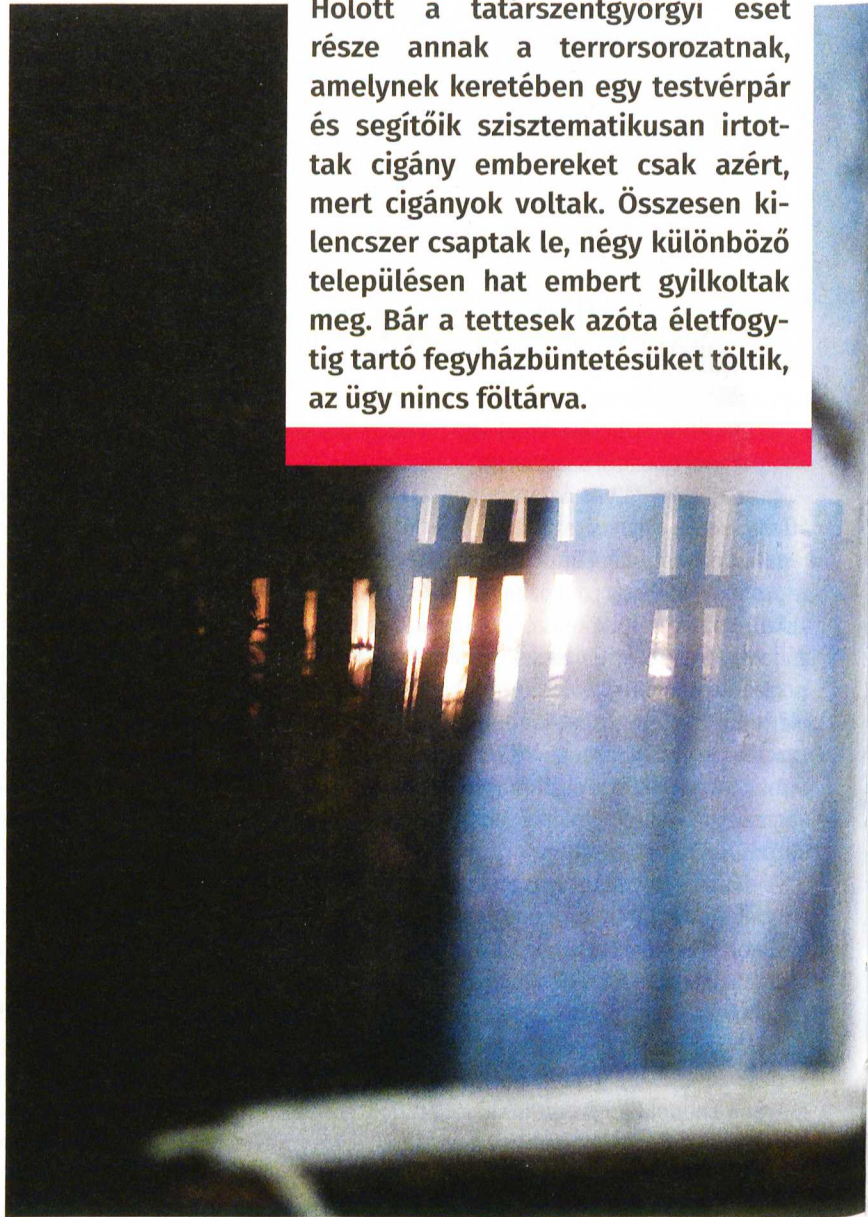 Holott a tatárszentgyörgyi eset
része annak a terrorsorozatnak,
amelynek keretében egy testvérpár
és segítőik szisztematikusan irtot-
tak cigány embereket csak azért,
mert cigányok voltak. Összesen ki-
lencszer csaptak le, négy különböző
településen hat embert gyilkoltak
meg. Bár a tettesek azóta életfogy-
tig tartó fegyházbüntetésüket töltik,
az ügy nincs föltárva.